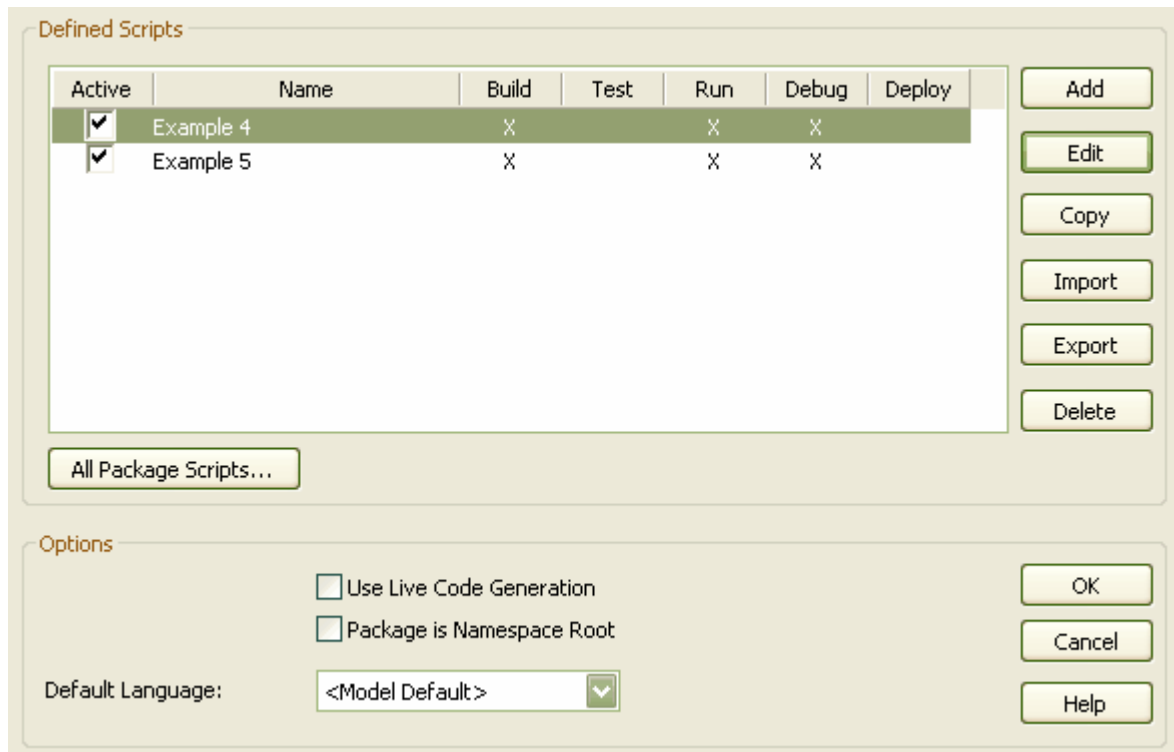 Defined Scripts
Active Name Build Test Run Debug Deploy
Example 4 X X X
Example 5 X X X
Add
Edit
Copy
Import
Export
Delete
All Package Scripts...
Options
Use Live Code Generation
Package is Namespace Root
Default Language: <Model Default>
OK
Cancel
Help